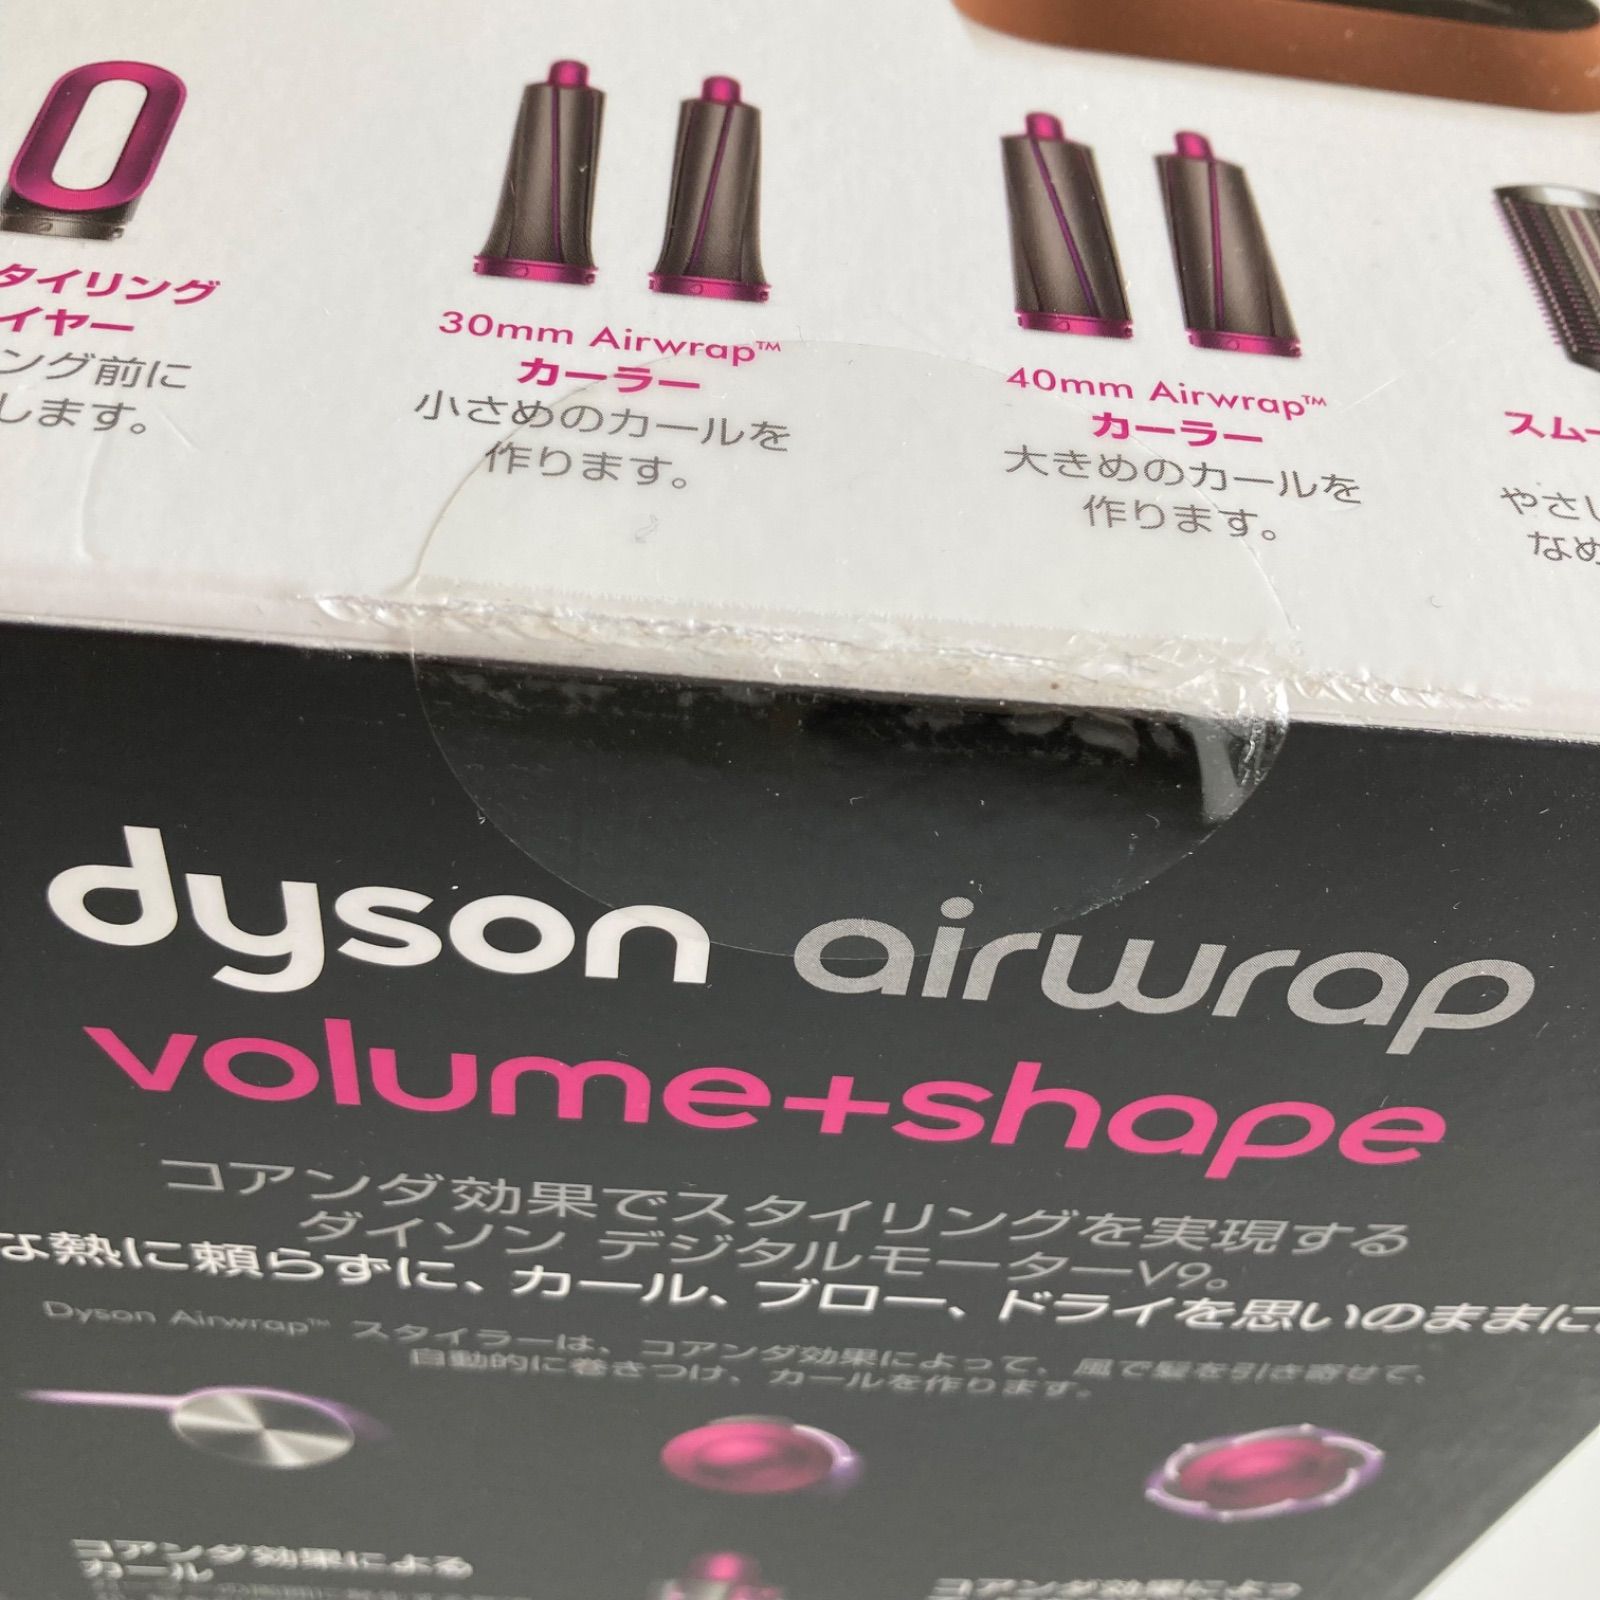 タイリング
イヤー
ング前に
します。
30mm Airwrap™
カーラー
小さめのカールを
作ります。
40mm Airwrap™
カーラー
大きめのカールを
作ります。
スムー
やさし
なめ
dyson airwrap
volume+shape
コアンダ効果でスタイリングを実現する
ダイソン デジタルモーターV9。
な熱に頼らずに、カール、ブロー、ドライを思いのままに
Dyson Airwrap™ スタイラーは、コアンダ効果によって、風で髪を引き寄せて、
自動的に巻きつけ、カールを作ります。
コアンダ効果による
カール
コアンダ効果によっ